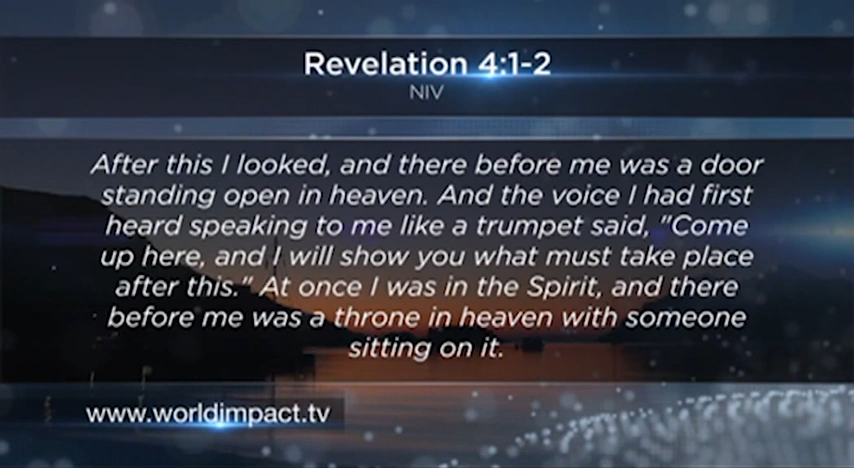 Revelation 4:1-2
NIV
After this I looked, and there before me was a door
standing open in heaven. And the voice I had first
heard speaking to me like a trumpet said, "Come
up here, and I will show you what must take place
after this." At once I was in the Spirit, and there
before me was a throne in heaven with someone
sitting on it.
www.worldimpact.tv